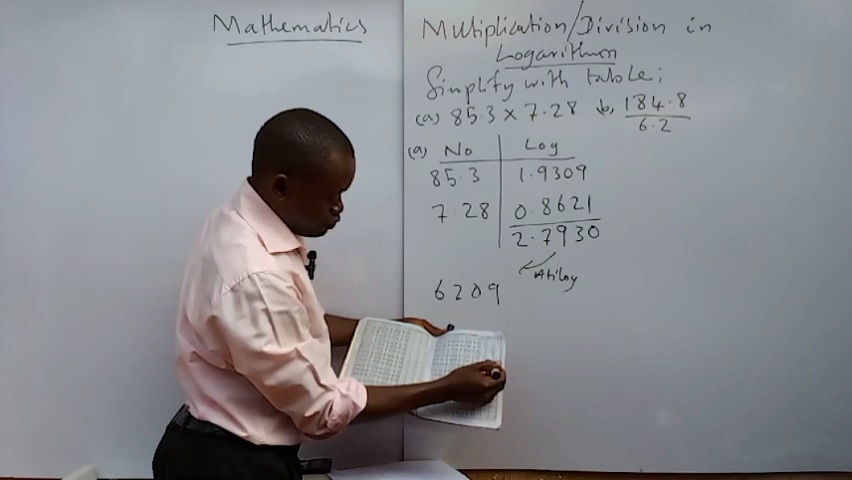 Mathematics
Multiplication/Division in
Logarithm
Simplify with table;
(a) 85.3 x 7.28 b, 184.8
6.2
(a) No Log
85.3 1.9309
7.28 0.8621
2.7930
Atilog
6209